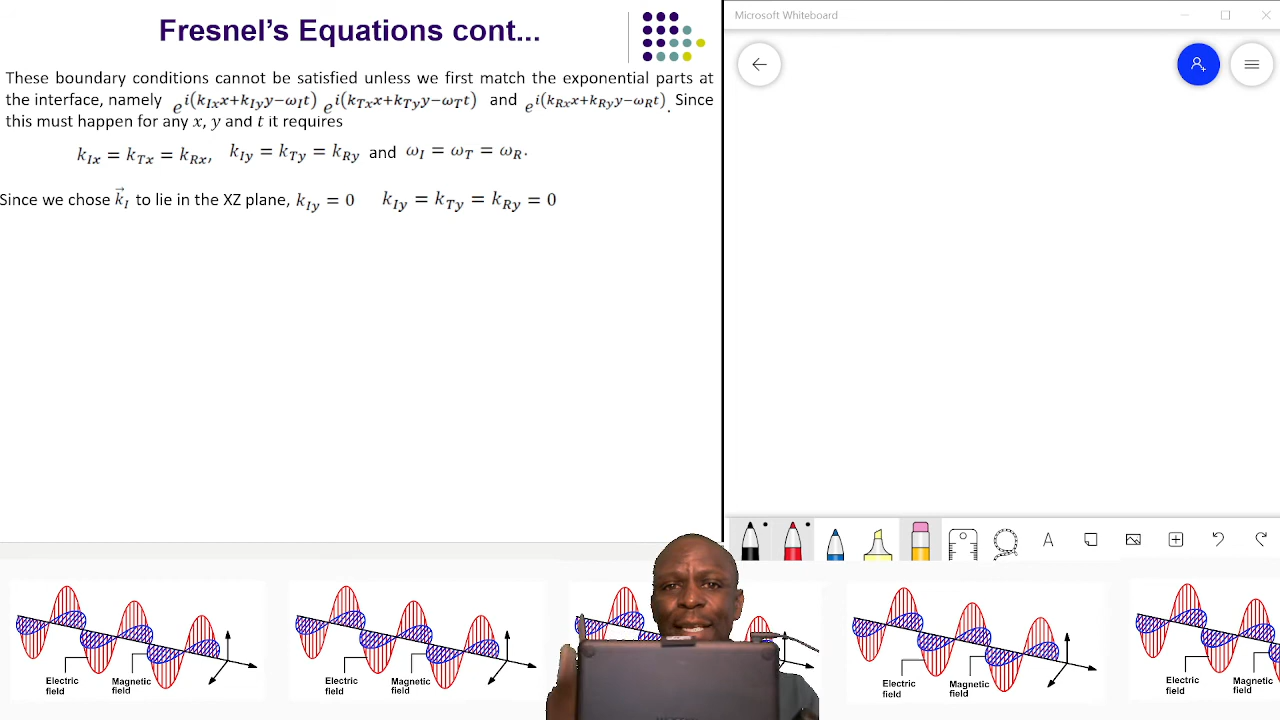 Fresnel's Equations cont...
These boundary conditions cannot be satisfied unless we first match the exponential parts at
the interface, namely e^{i(k_{Ix}x+k_{Iy}y−ω_I t)} e^{i(k_{Tx}x+k_{Ty}y−ω_T t)} and e^{i(k_{Rx}x+k_{Ry}y−ω_R t)}. Since
this must happen for any x, y and t it requires
k_{Ix} = k_{Tx} = k_{Rx}, k_{Iy} = k_{Ty} = k_{Ry} and ω_I = ω_T = ω_R.
Since we chose \vec{k}_I to lie in the XZ plane, k_{Iy} = 0 k_{Iy} = k_{Ty} = k_{Ry} = 0
Microsoft Whiteboard
A
Electric
field
Magnetic
field
Electric
field
Magnetic
field
Electric
field
Magnetic
field
Electric
field
Magnetic
field